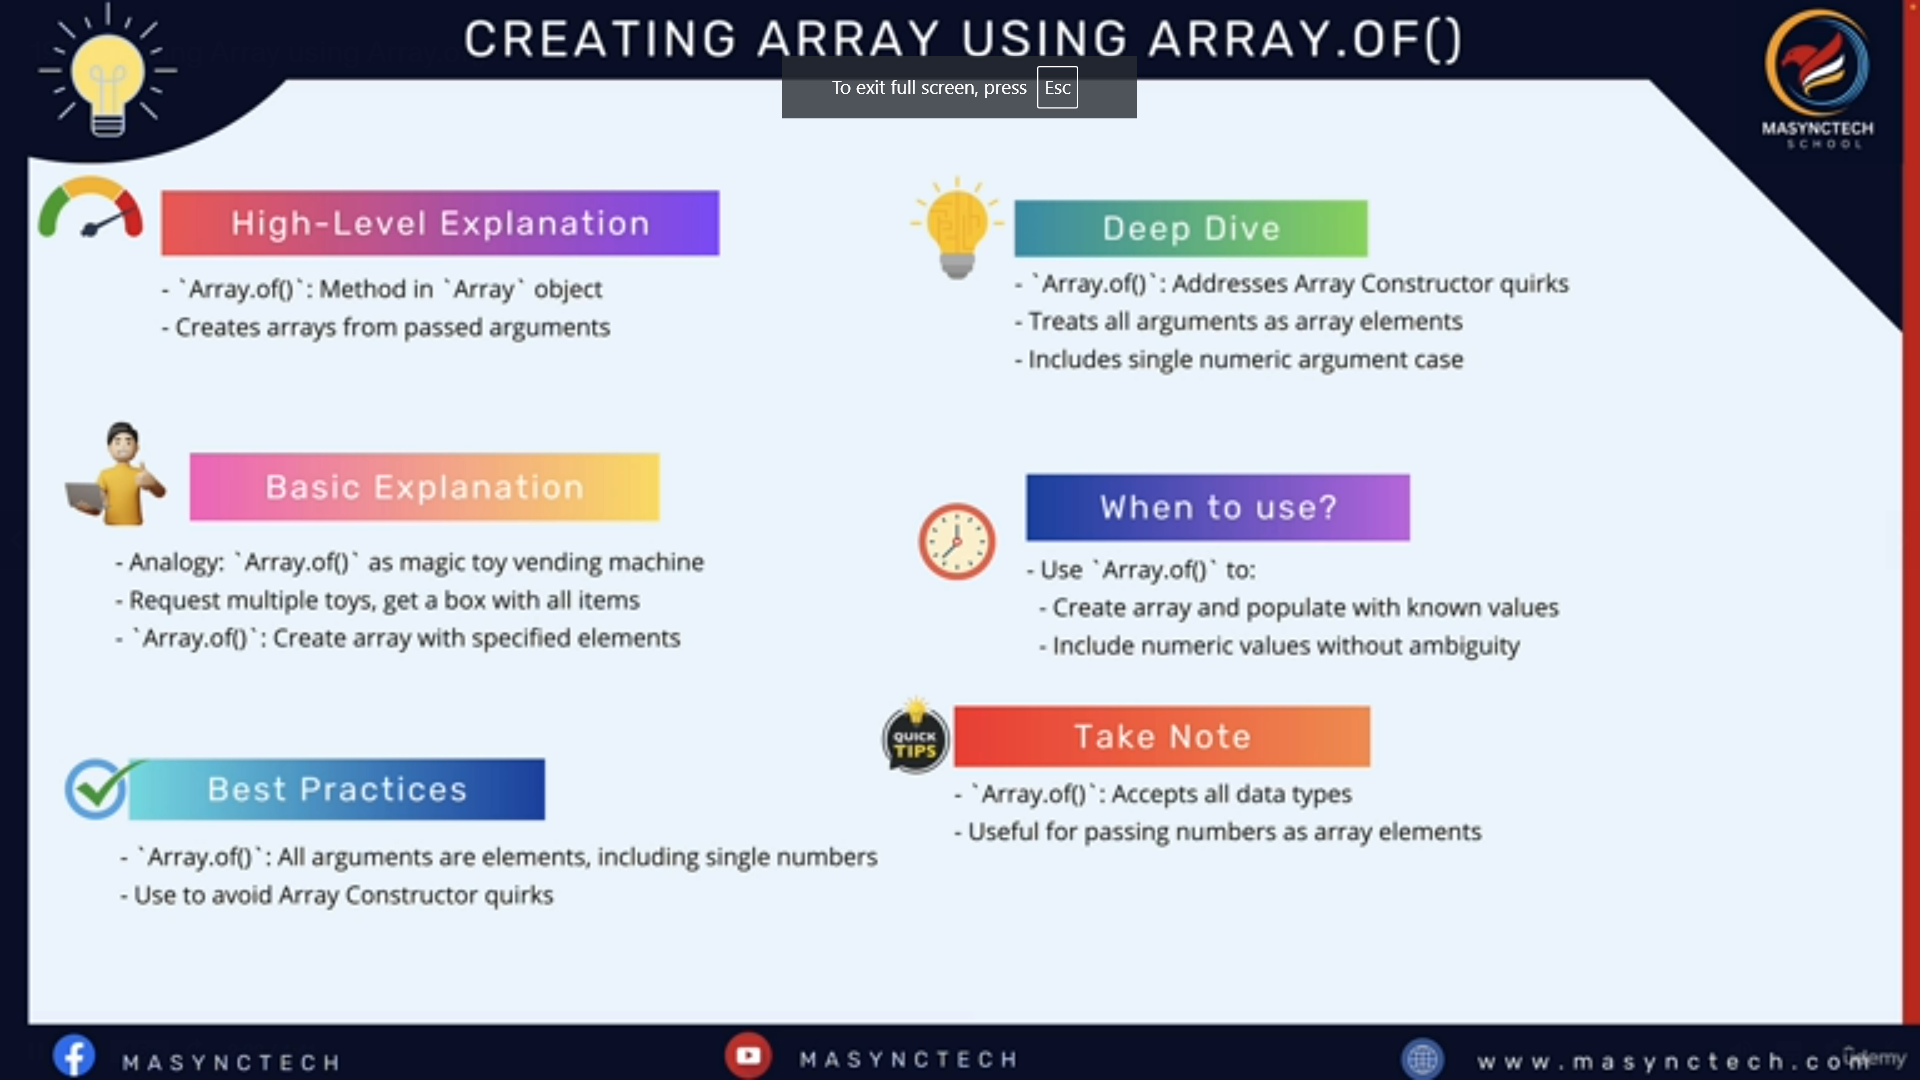 CREATING ARRAY USING ARRAY.OF()
To exit full screen, press Esc
MASYNCTECH
SCHOOL
High-Level Explanation
- `Array.of()`: Method in `Array` object
- Creates arrays from passed arguments
Deep Dive
- `Array.of()`: Addresses Array Constructor quirks
- Treats all arguments as array elements
- Includes single numeric argument case
Basic Explanation
- Analogy: `Array.of()` as magic toy vending machine
- Request multiple toys, get a box with all items
- `Array.of()`: Create array with specified elements
When to use?
- Use `Array.of()` to:
- Create array and populate with known values
- Include numeric values without ambiguity
QUICK
TIPS
Take Note
- `Array.of()`: Accepts all data types
- Useful for passing numbers as array elements
Best Practices
- `Array.of()`: All arguments are elements, including single numbers
- Use to avoid Array Constructor quirks
MASYNCTECH
MASYNCTECH
www.masynctech.com
ûdemy